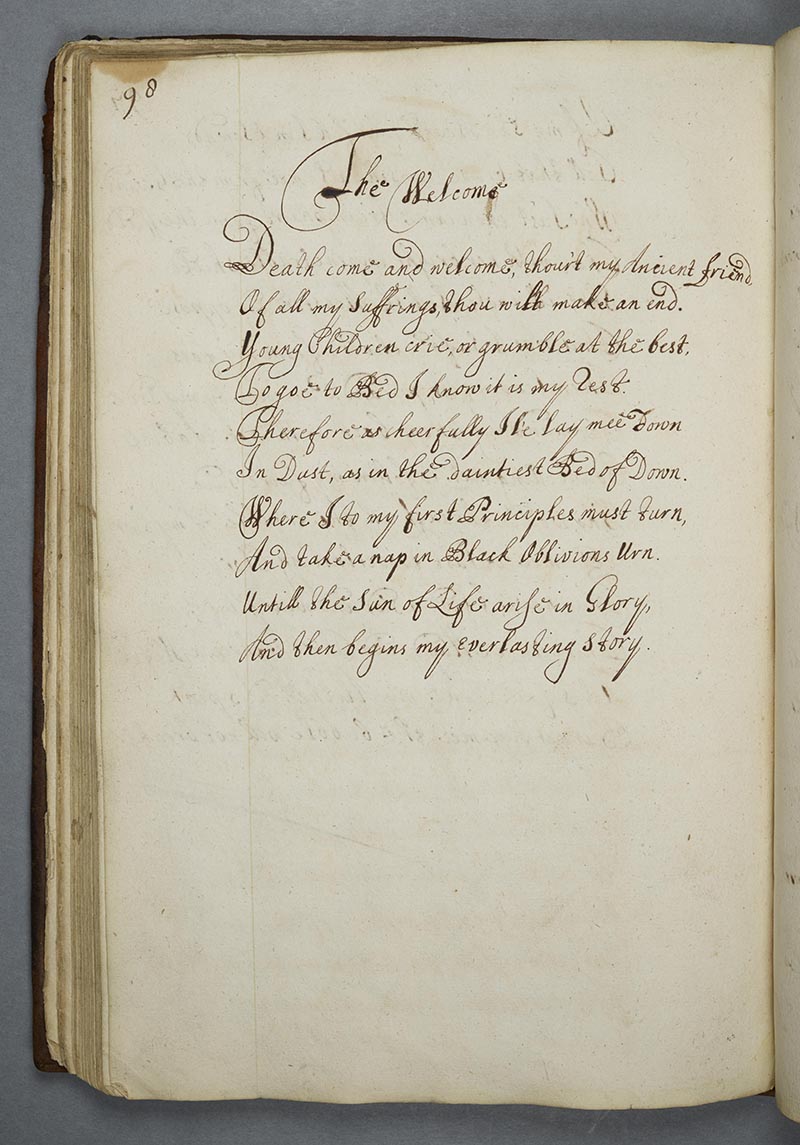 98
The Welcome
Death come and welcome, thou'rt my Ancient friend
Of all my Suffrings, thou wilt make an end.
Young Children crie, or grumble at the best,
To goe to Bed I know it is my Rest.
Therefore as cheerfully I'le lay mee Down
In Dust, as in the daintiest Bed of Down.
Where I to my first Principles must turn,
And take a nap in Black Oblivions Urn.
Untill the Sun of Life arise in Glory,
And then begins my everlasting story.